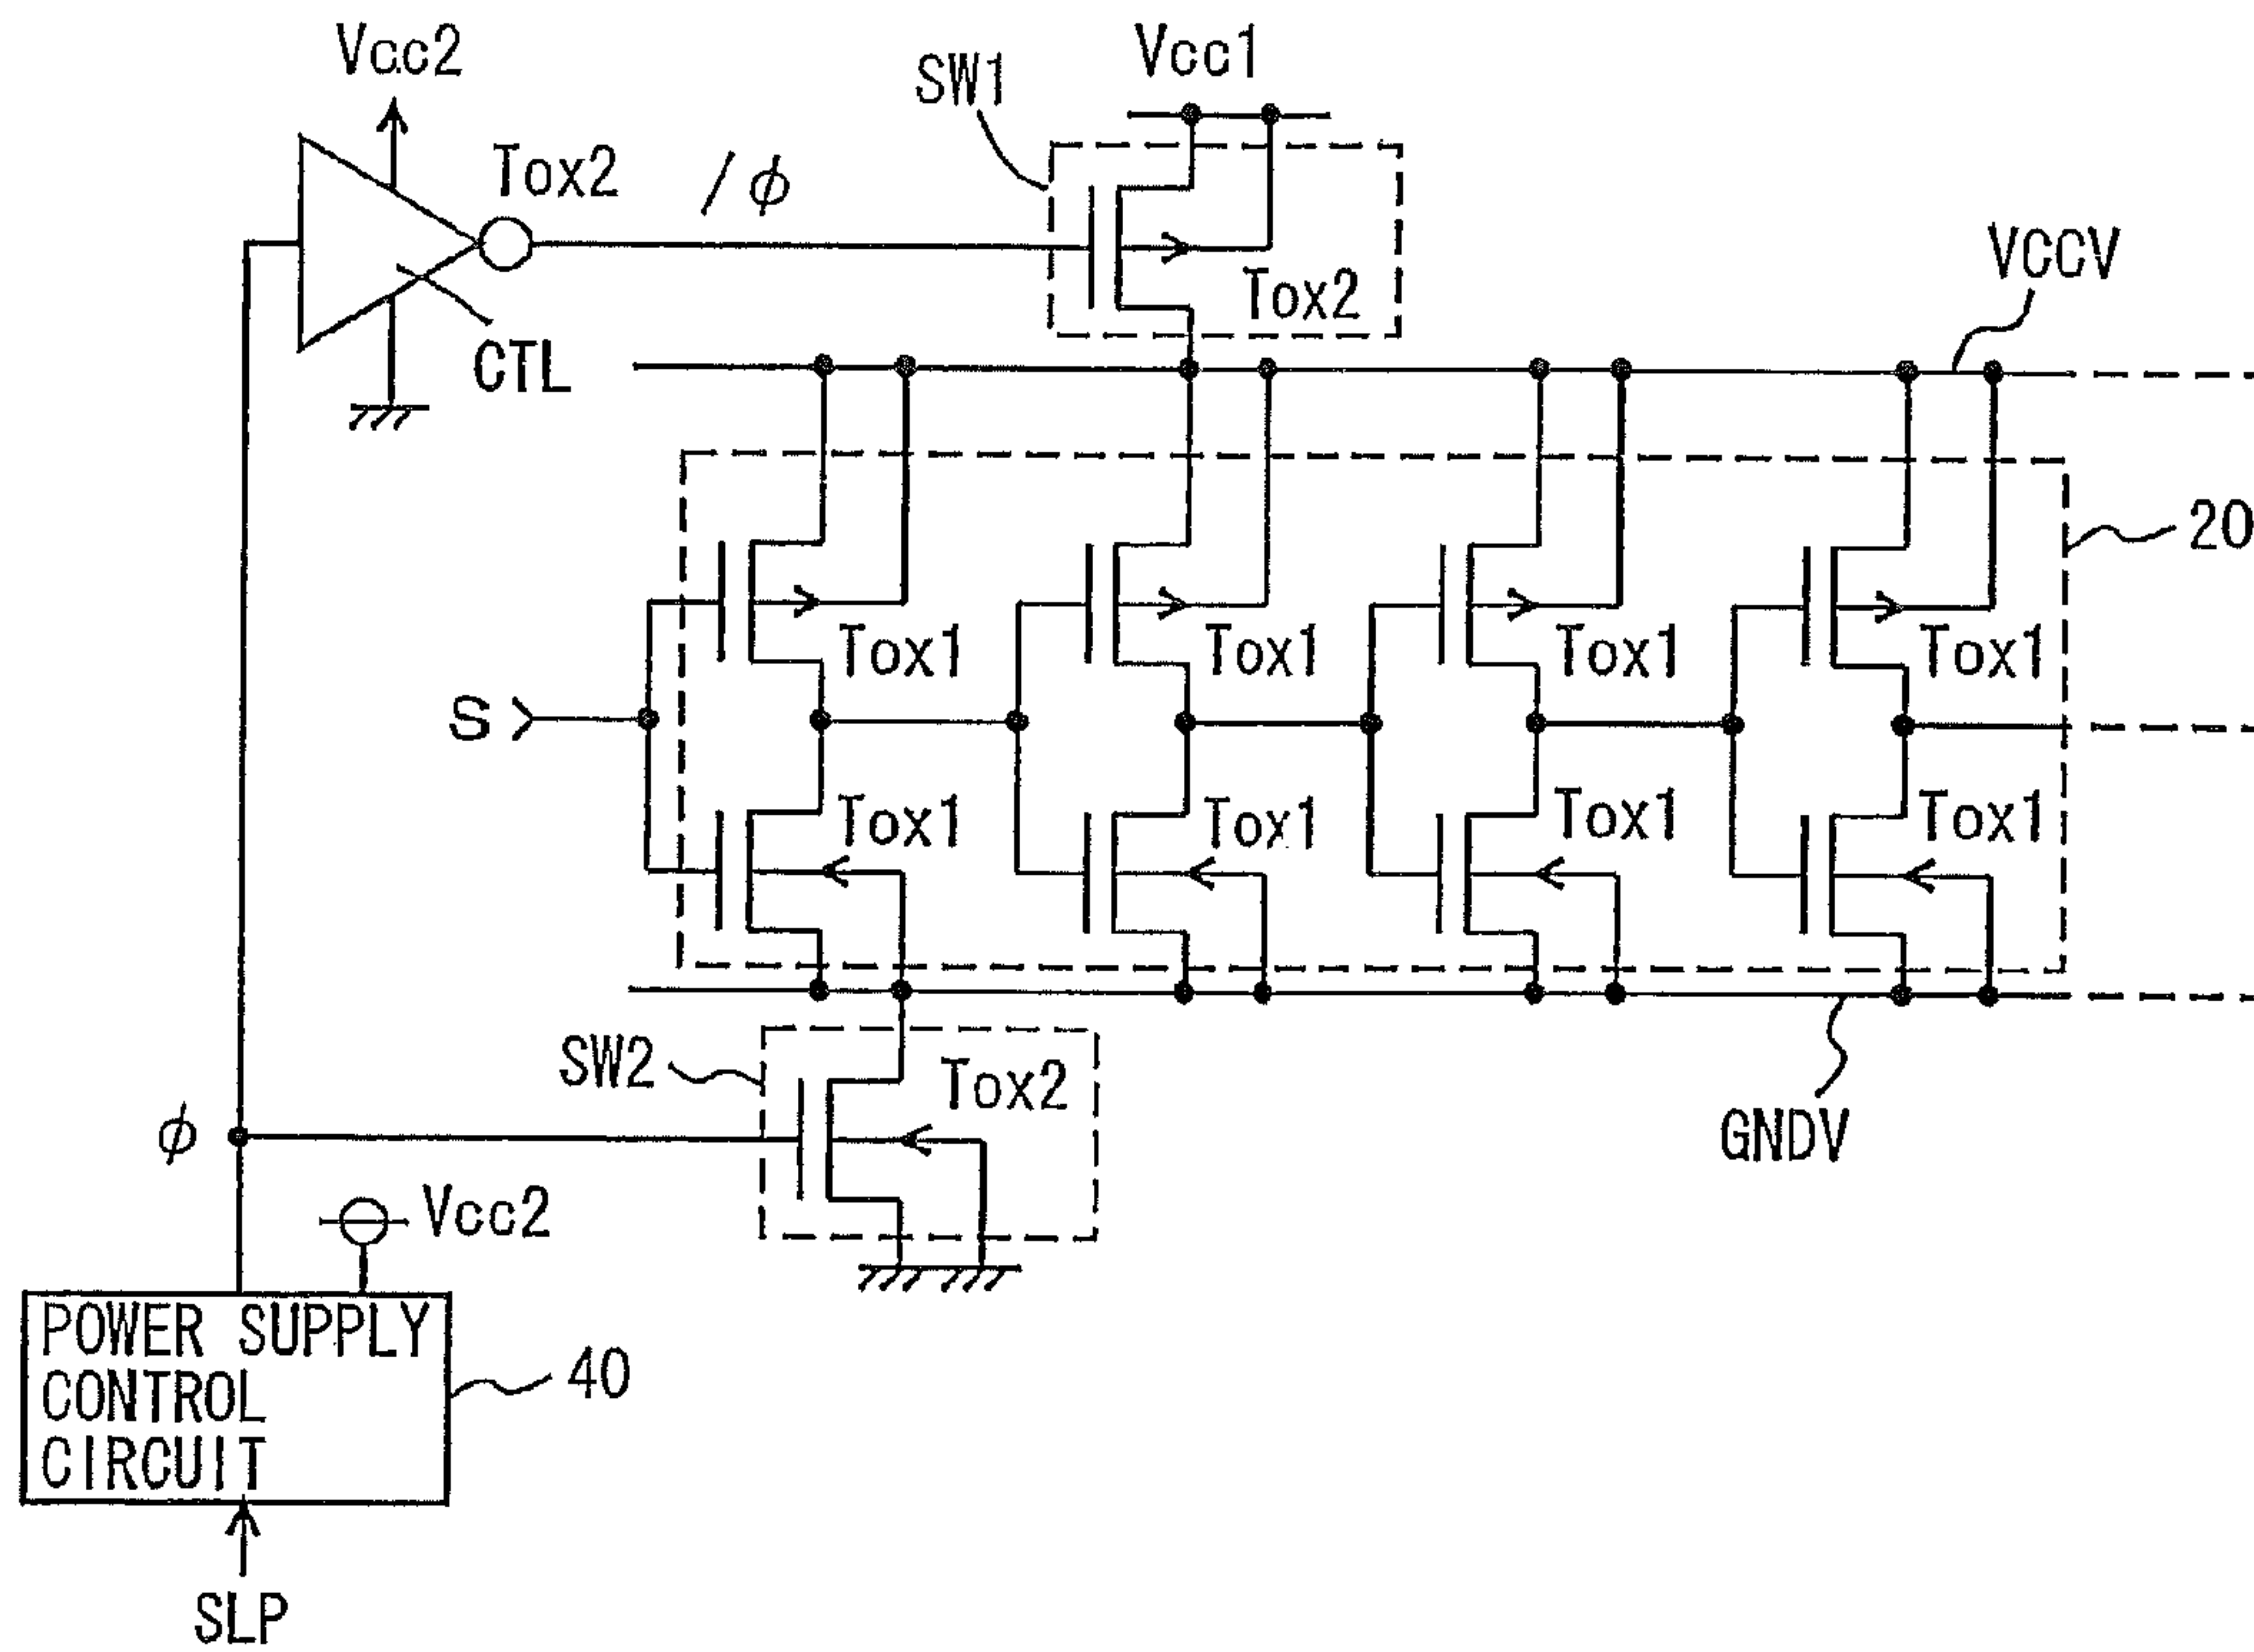 Vcc2
SW1
Vcc1
Tox2
/φ
Tox2
VCCV
CTL
20
Tox1
Tox1
Tox1
Tox1
S
Tox1
Tox1
Tox1
Tox1
SW2
Tox2
φ
GNDV
Vcc2
POWER SUPPLY
CONTROL
CIRCUIT
40
SLP